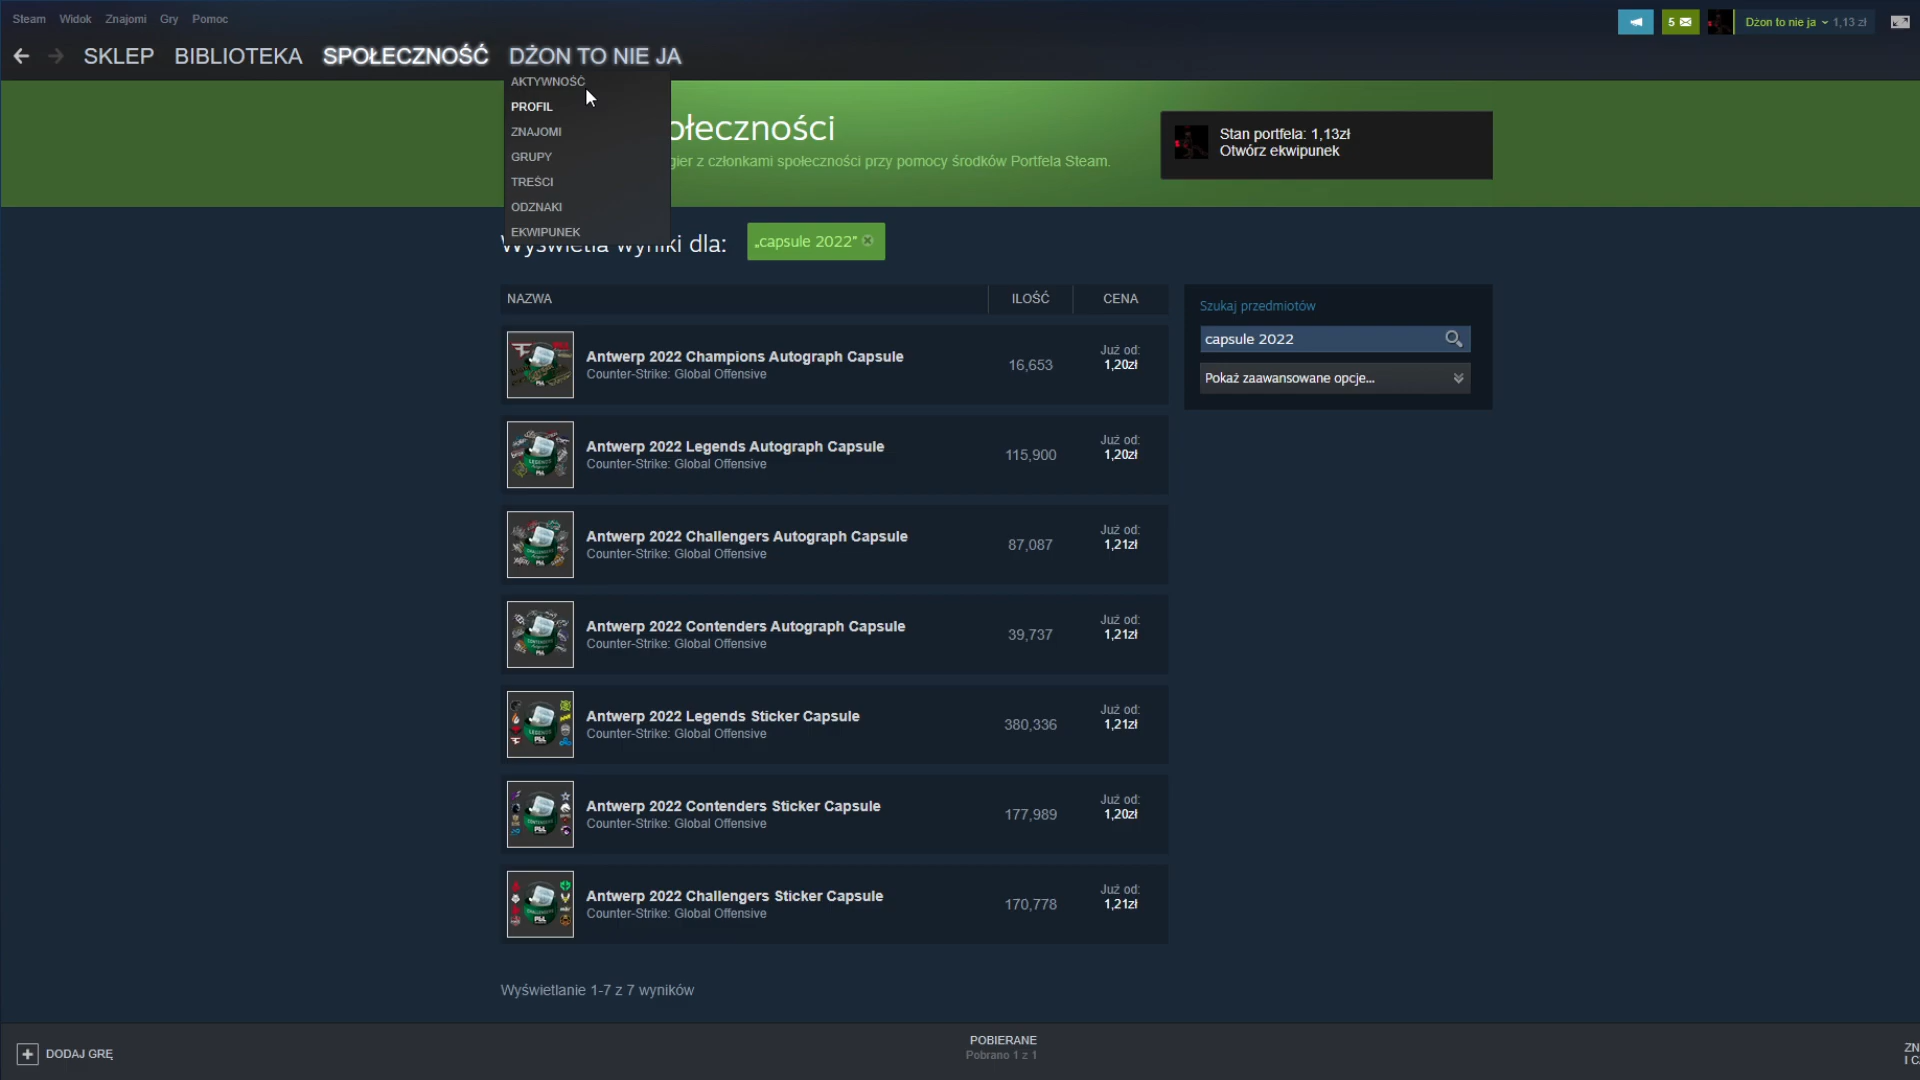 Steam Widok Znajomi Gry Pomoc
5 Dżon to nie ja 1,13 zł
SKLEP BIBLIOTEKA SPOŁECZNOŚĆ DŻON TO NIE JA
AKTYWNOŚĆ
PROFIL
ZNAJOMI
GRUPY
TREŚCI
ODZNAKI
EKWIPUNEK
ołeczności
gier z członkami społeczności przy pomocy środków Portfela Steam.
Stan portfela: 1,13zł
Otwórz ekwipunek
Wyświetla wyniki dla: „capsule 2022”
NAZWA ILOŚĆ CENA
Antwerp 2022 Champions Autograph Capsule
Counter-Strike: Global Offensive
16,653
Już od:
1,20zł
Antwerp 2022 Legends Autograph Capsule
Counter-Strike: Global Offensive
115,900
Już od:
1,20zł
Antwerp 2022 Challengers Autograph Capsule
Counter-Strike: Global Offensive
87,087
Już od:
1,21zł
Antwerp 2022 Contenders Autograph Capsule
Counter-Strike: Global Offensive
39,737
Już od:
1,21zł
Antwerp 2022 Legends Sticker Capsule
Counter-Strike: Global Offensive
380,336
Już od:
1,21zł
Antwerp 2022 Contenders Sticker Capsule
Counter-Strike: Global Offensive
177,989
Już od:
1,20zł
Antwerp 2022 Challengers Sticker Capsule
Counter-Strike: Global Offensive
170,778
Już od:
1,21zł
Szukaj przedmiotów
capsule 2022
Pokaż zaawansowane opcje...
Wyświetlanie 1-7 z 7 wyników
DODAJ GRĘ
POBIERANE
Pobrano 1 z 1
ZN
I C